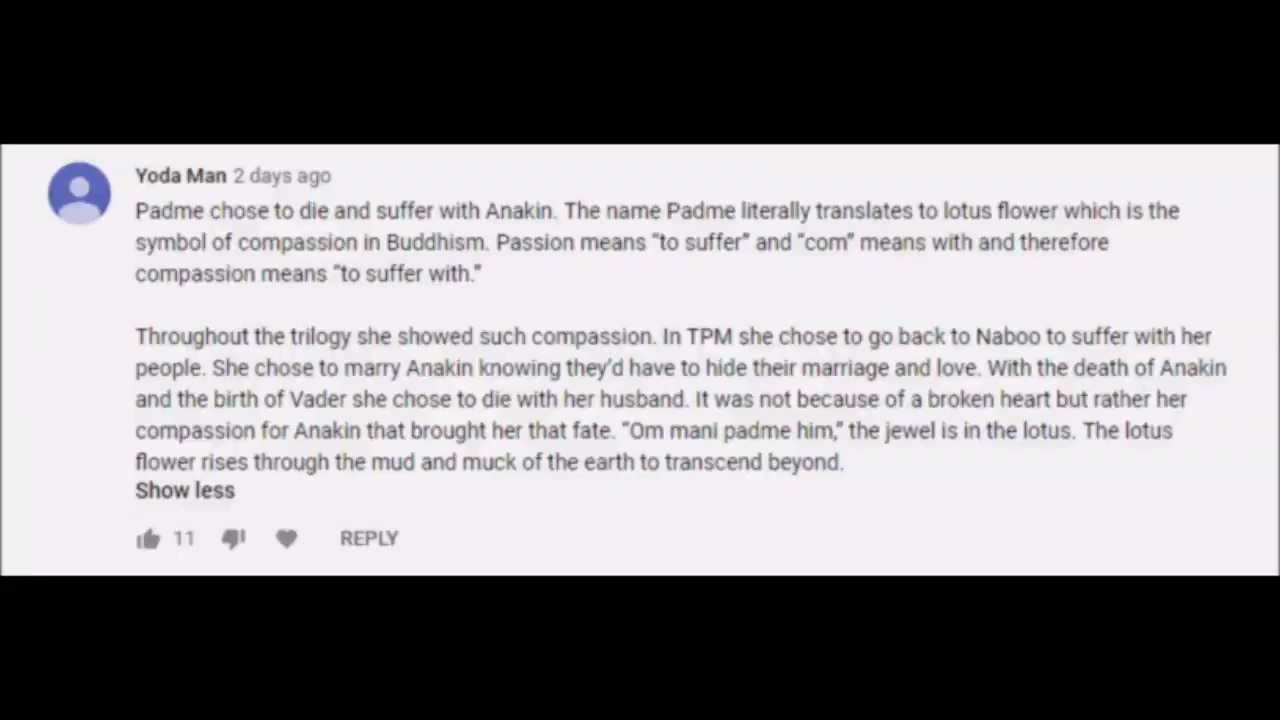 Yoda Man 2 days ago
Padme chose to die and suffer with Anakin. The name Padme literally translates to lotus flower which is the
symbol of compassion in Buddhism. Passion means "to suffer" and "com" means with and therefore
compassion means "to suffer with."
Throughout the trilogy she showed such compassion. In TPM she chose to go back to Naboo to suffer with her
people. She chose to marry Anakin knowing they'd have to hide their marriage and love. With the death of Anakin
and the birth of Vader she chose to die with her husband. It was not because of a broken heart but rather her
compassion for Anakin that brought her that fate. "Om mani padme him," the jewel is in the lotus. The lotus
flower rises through the mud and muck of the earth to transcend beyond.
Show less
11 REPLY